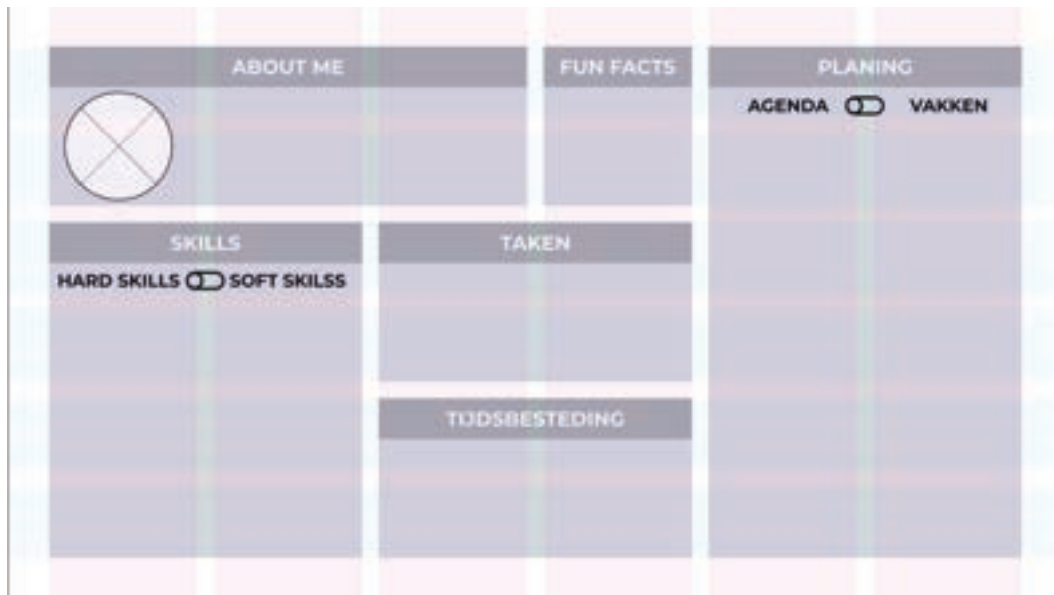 ABOUT ME
FUN FACTS
PLANING
AGENDA VAKKEN
SKILLS
HARD SKILLS SOFT SKILSS
TAKEN
TIJDSBESTEDING